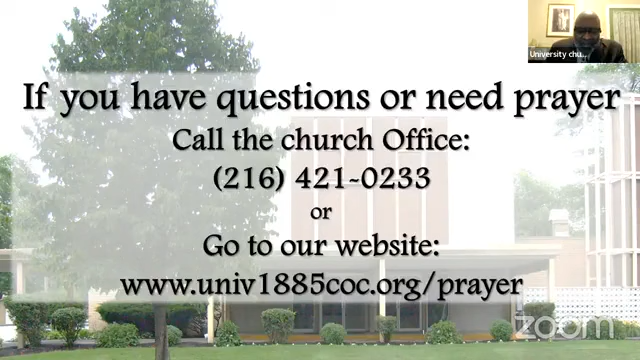 University chu...
If you have questions or need prayer
Call the church Office:
(216) 421-0233
or
Go to our website:
www.univ1885coc.org/prayer
zoom